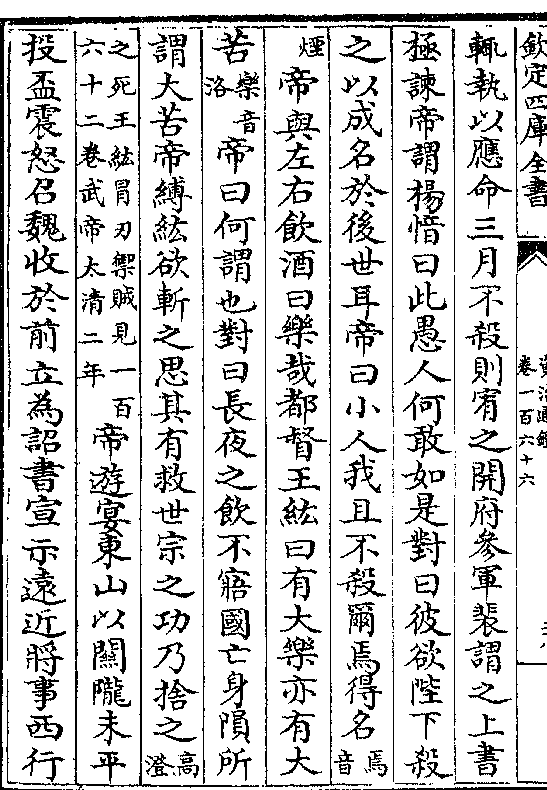 欽定四庫全書
資治通鑑
卷一百六十六
輒執以應命三月不殺則宥之開府參軍裴謂之上書
極諫帝謂楊愔曰此愚人何敢如是對曰彼欲陛下殺
之以成名於後世耳帝曰小人我且不殺爾焉得名焉音
煙帝與左右飲酒曰樂哉都督王紘曰有大樂亦有大
苦樂音洛帝曰何謂也對曰長夜之飲不寤國亡身隕所
謂大苦帝縛紘欲斬之思其有救世宗之功乃捨之高澄
之死王紘冒刃禦賊見一百六十二卷武帝太清二年帝遊宴東山以關隴未平
投盃震怒召魏收於前立為詔書宣示遠近將事西行